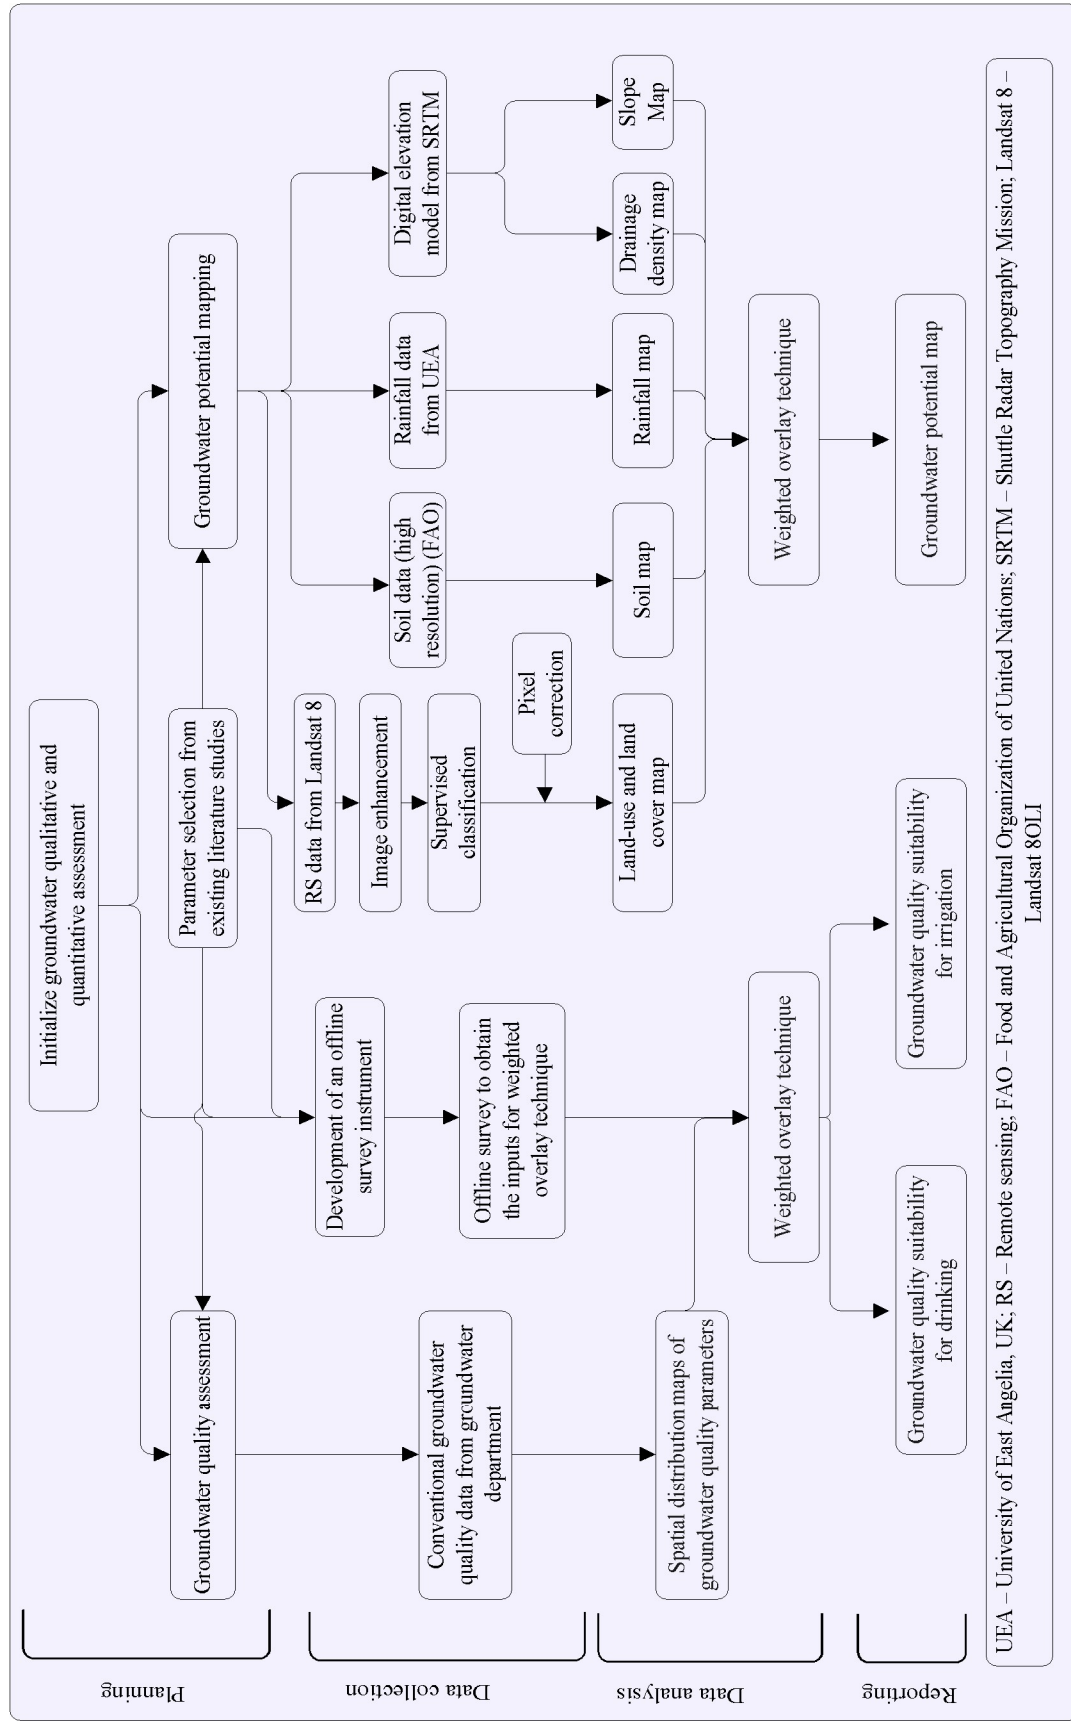 Planning
Data collection
Data analysis
Reporting
Initialize groundwater qualitative and
quantitative assessment
Groundwater quality assessment
Parameter selection from
existing literature studies
Groundwater potential mapping
Development of an offline
survey instrument
RS data from Landsat 8
Image enhancement
Supervised
classification
Pixel
correction
Soil data (high
resolution) (FAO)
Rainfall data
from UEA
Digital elevation
model from SRTM
Conventional groundwater
quality data from groundwater
department
Offline survey to obtain
the inputs for weighted
overlay technique
Spatial distribution maps of
groundwater quality parameters
Land-use and land
cover map
Soil map
Rainfall map
Drainage
density map
Slope
Map
Weighted overlay technique
Weighted overlay technique
Groundwater quality suitability
for drinking
Groundwater quality suitability
for irrigation
Groundwater potential map
UEA – University of East Angelia, UK; RS – Remote sensing; FAO – Food and Agricultural Organization of United Nations; SRTM – Shuttle Radar Topography Mission; Landsat 8 –
Landsat 8OLI